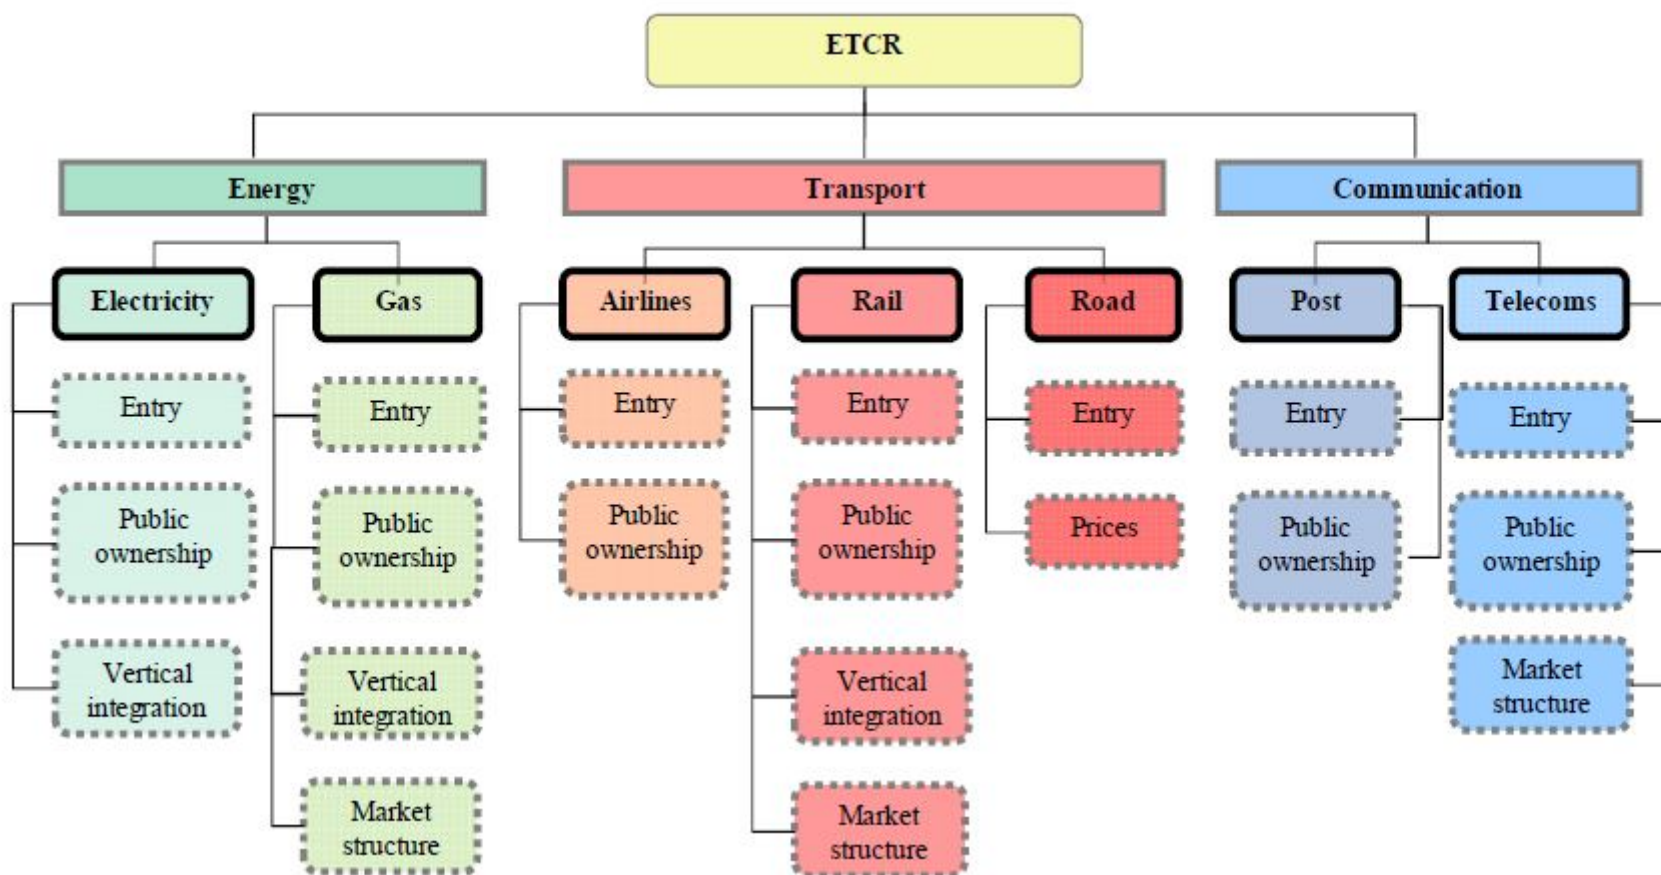 ETCR
Energy
Transport
Communication
Electricity
Gas
Airlines
Rail
Road
Post
Telecoms
Entry
Entry
Entry
Entry
Entry
Entry
Entry
Public
ownership
Public
ownership
Public
ownership
Public
ownership
Prices
Public
ownership
Public
ownership
Vertical
integration
Vertical
integration
Vertical
integration
Market
structure
Market
structure
Market
structure